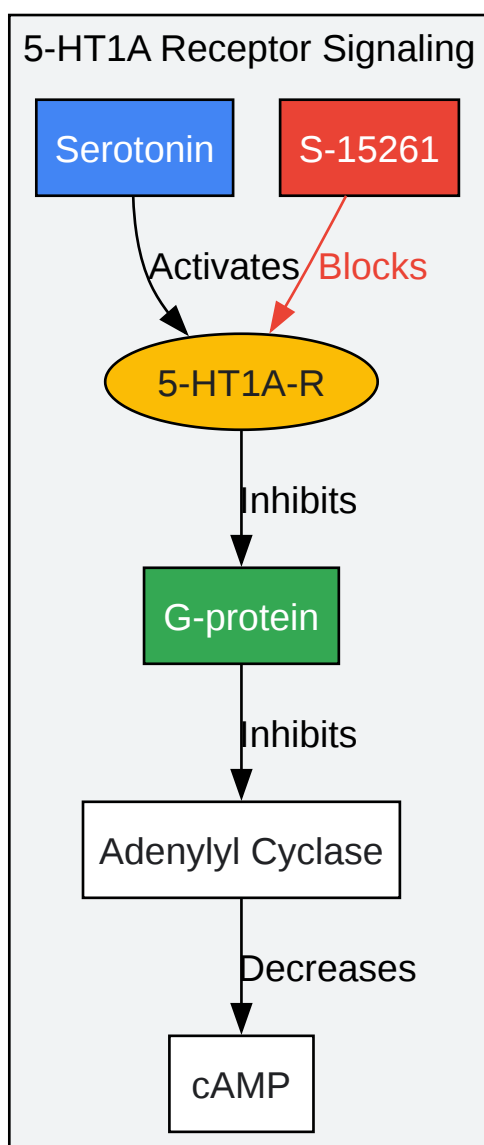 5-HT1A Receptor Signaling
Serotonin
S-15261
Activates
Blocks
5-HT1A-R
Inhibits
G-protein
Inhibits
Adenylyl Cyclase
Decreases
cAMP